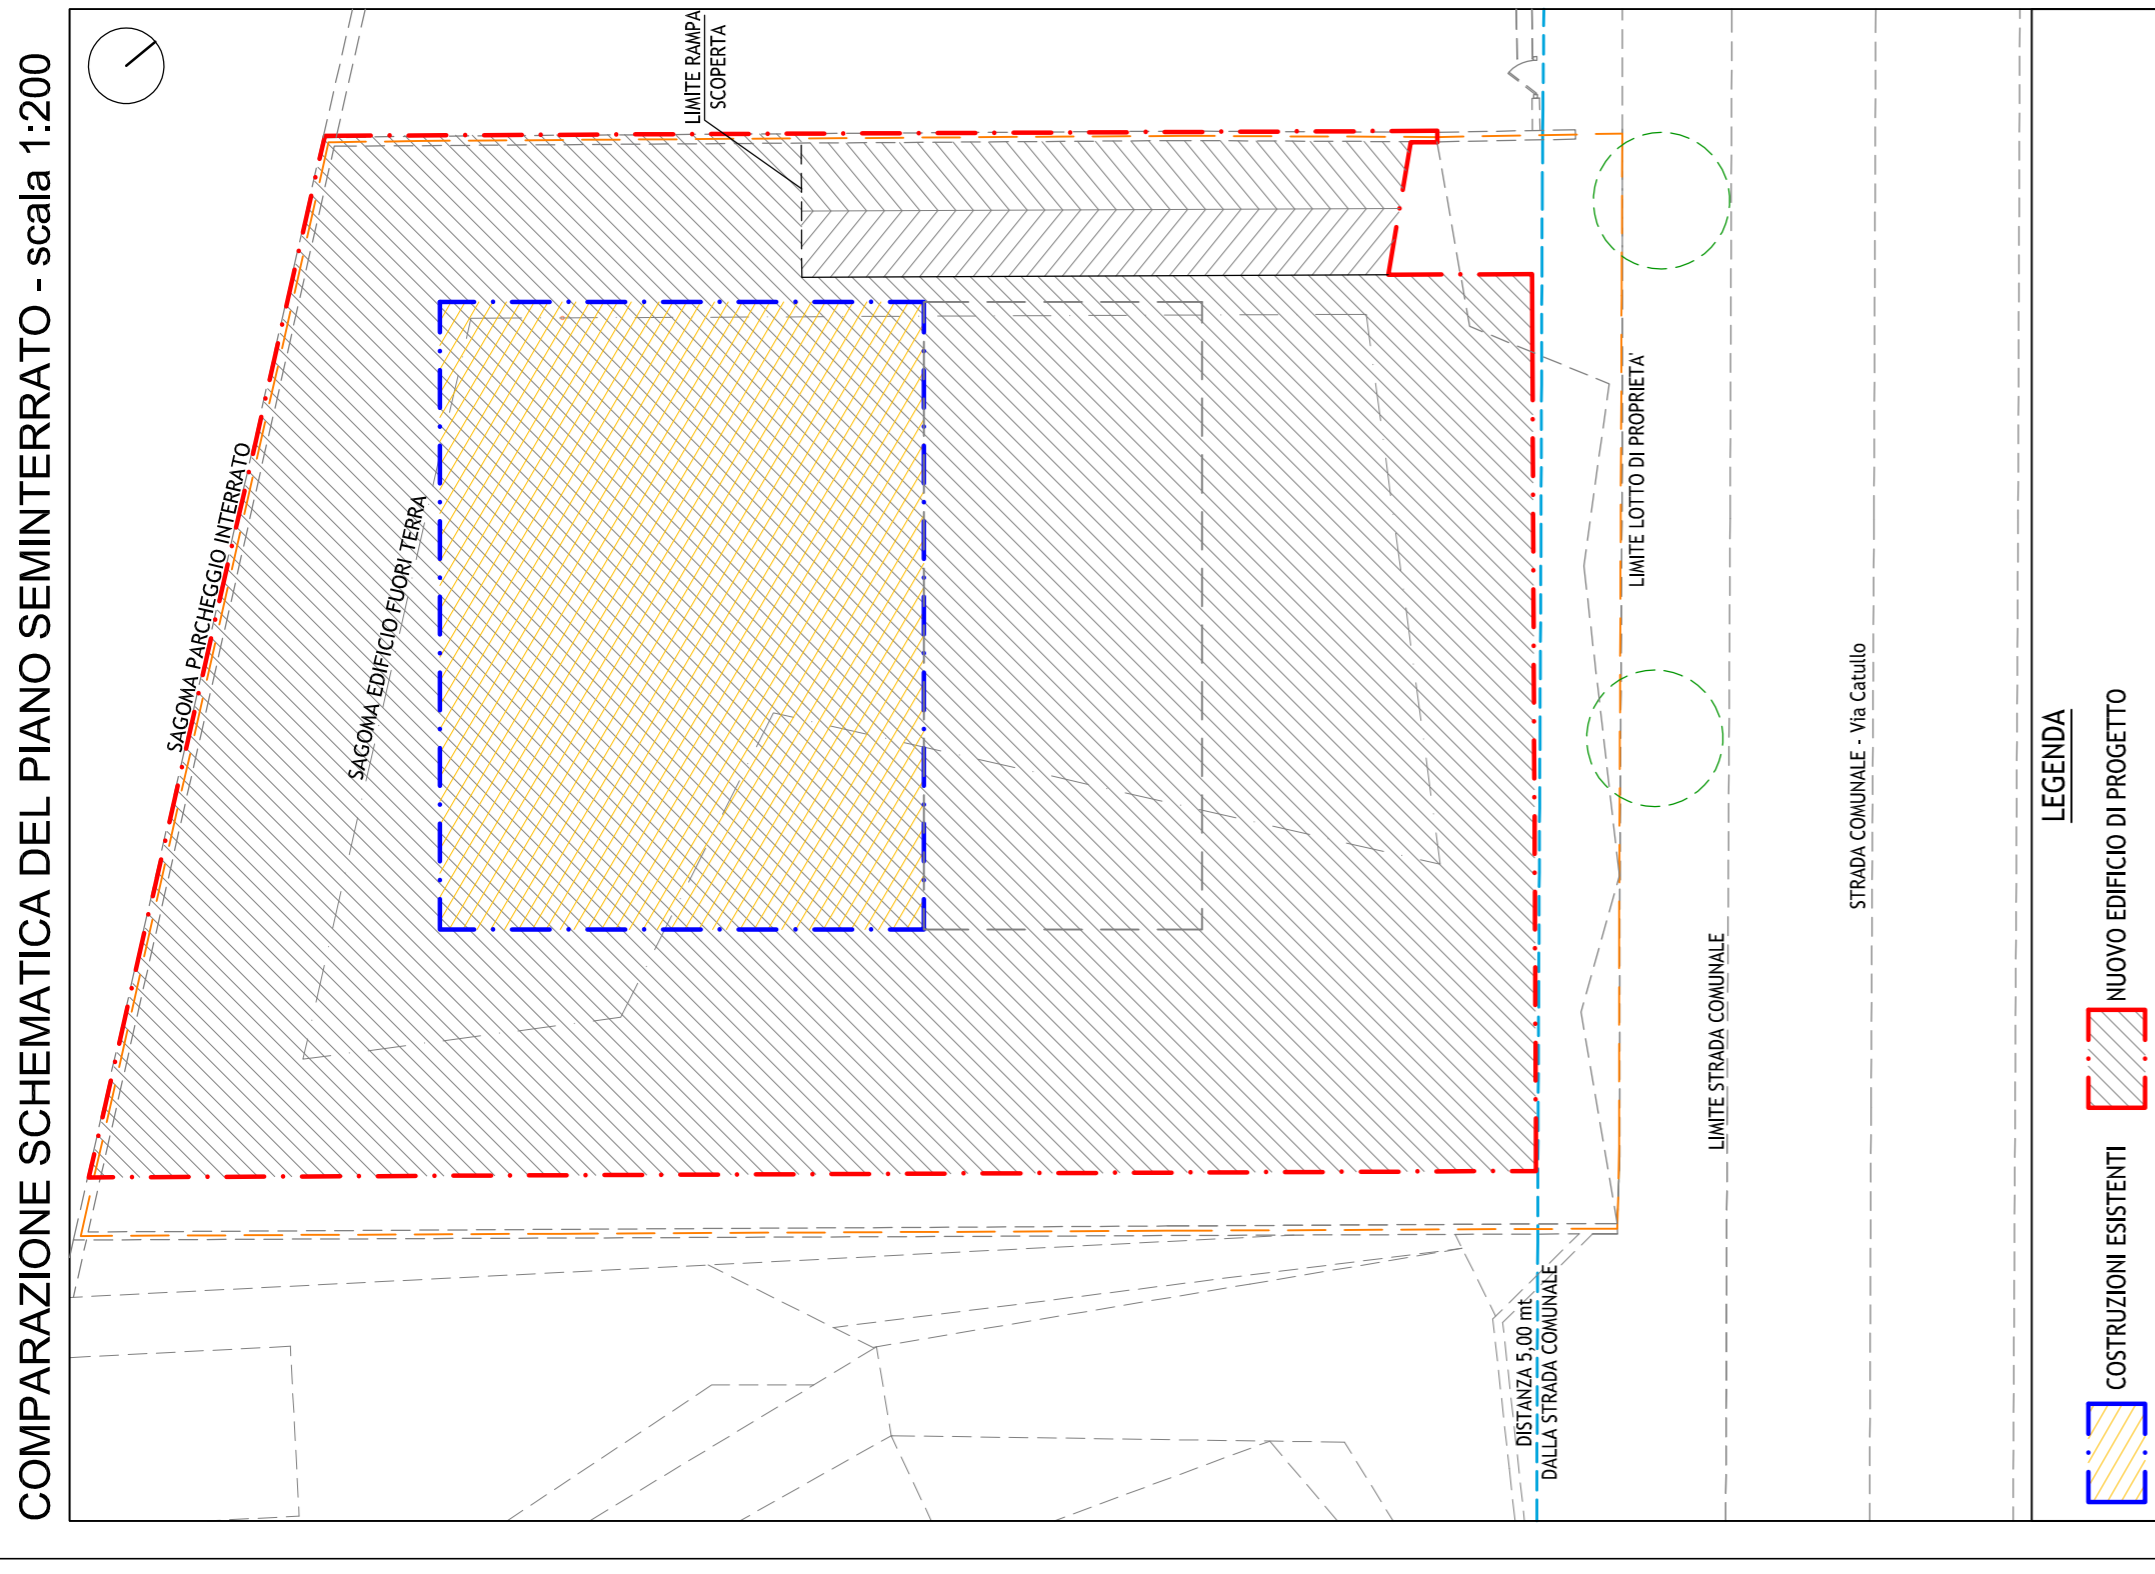 COMPARAZIONE SCHEMATICA DEL PIANO SEMINTERRATO - scala 1:200
SAGOMA PARCHEGGIO INTERRATO
SAGOMA EDIFICIO FUORI TERRA
LIMITE RAMPA
SCOPERTA
DISTANZA 5,00 mt
DALLA STRADA COMUNALE
LIMITE LOTTO DI PROPRIETA'
LIMITE STRADA COMUNALE
STRADA COMUNALE - Via Catullo
LEGENDA
COSTRUZIONI ESISTENTI
NUOVO EDIFICIO DI PROGETTO